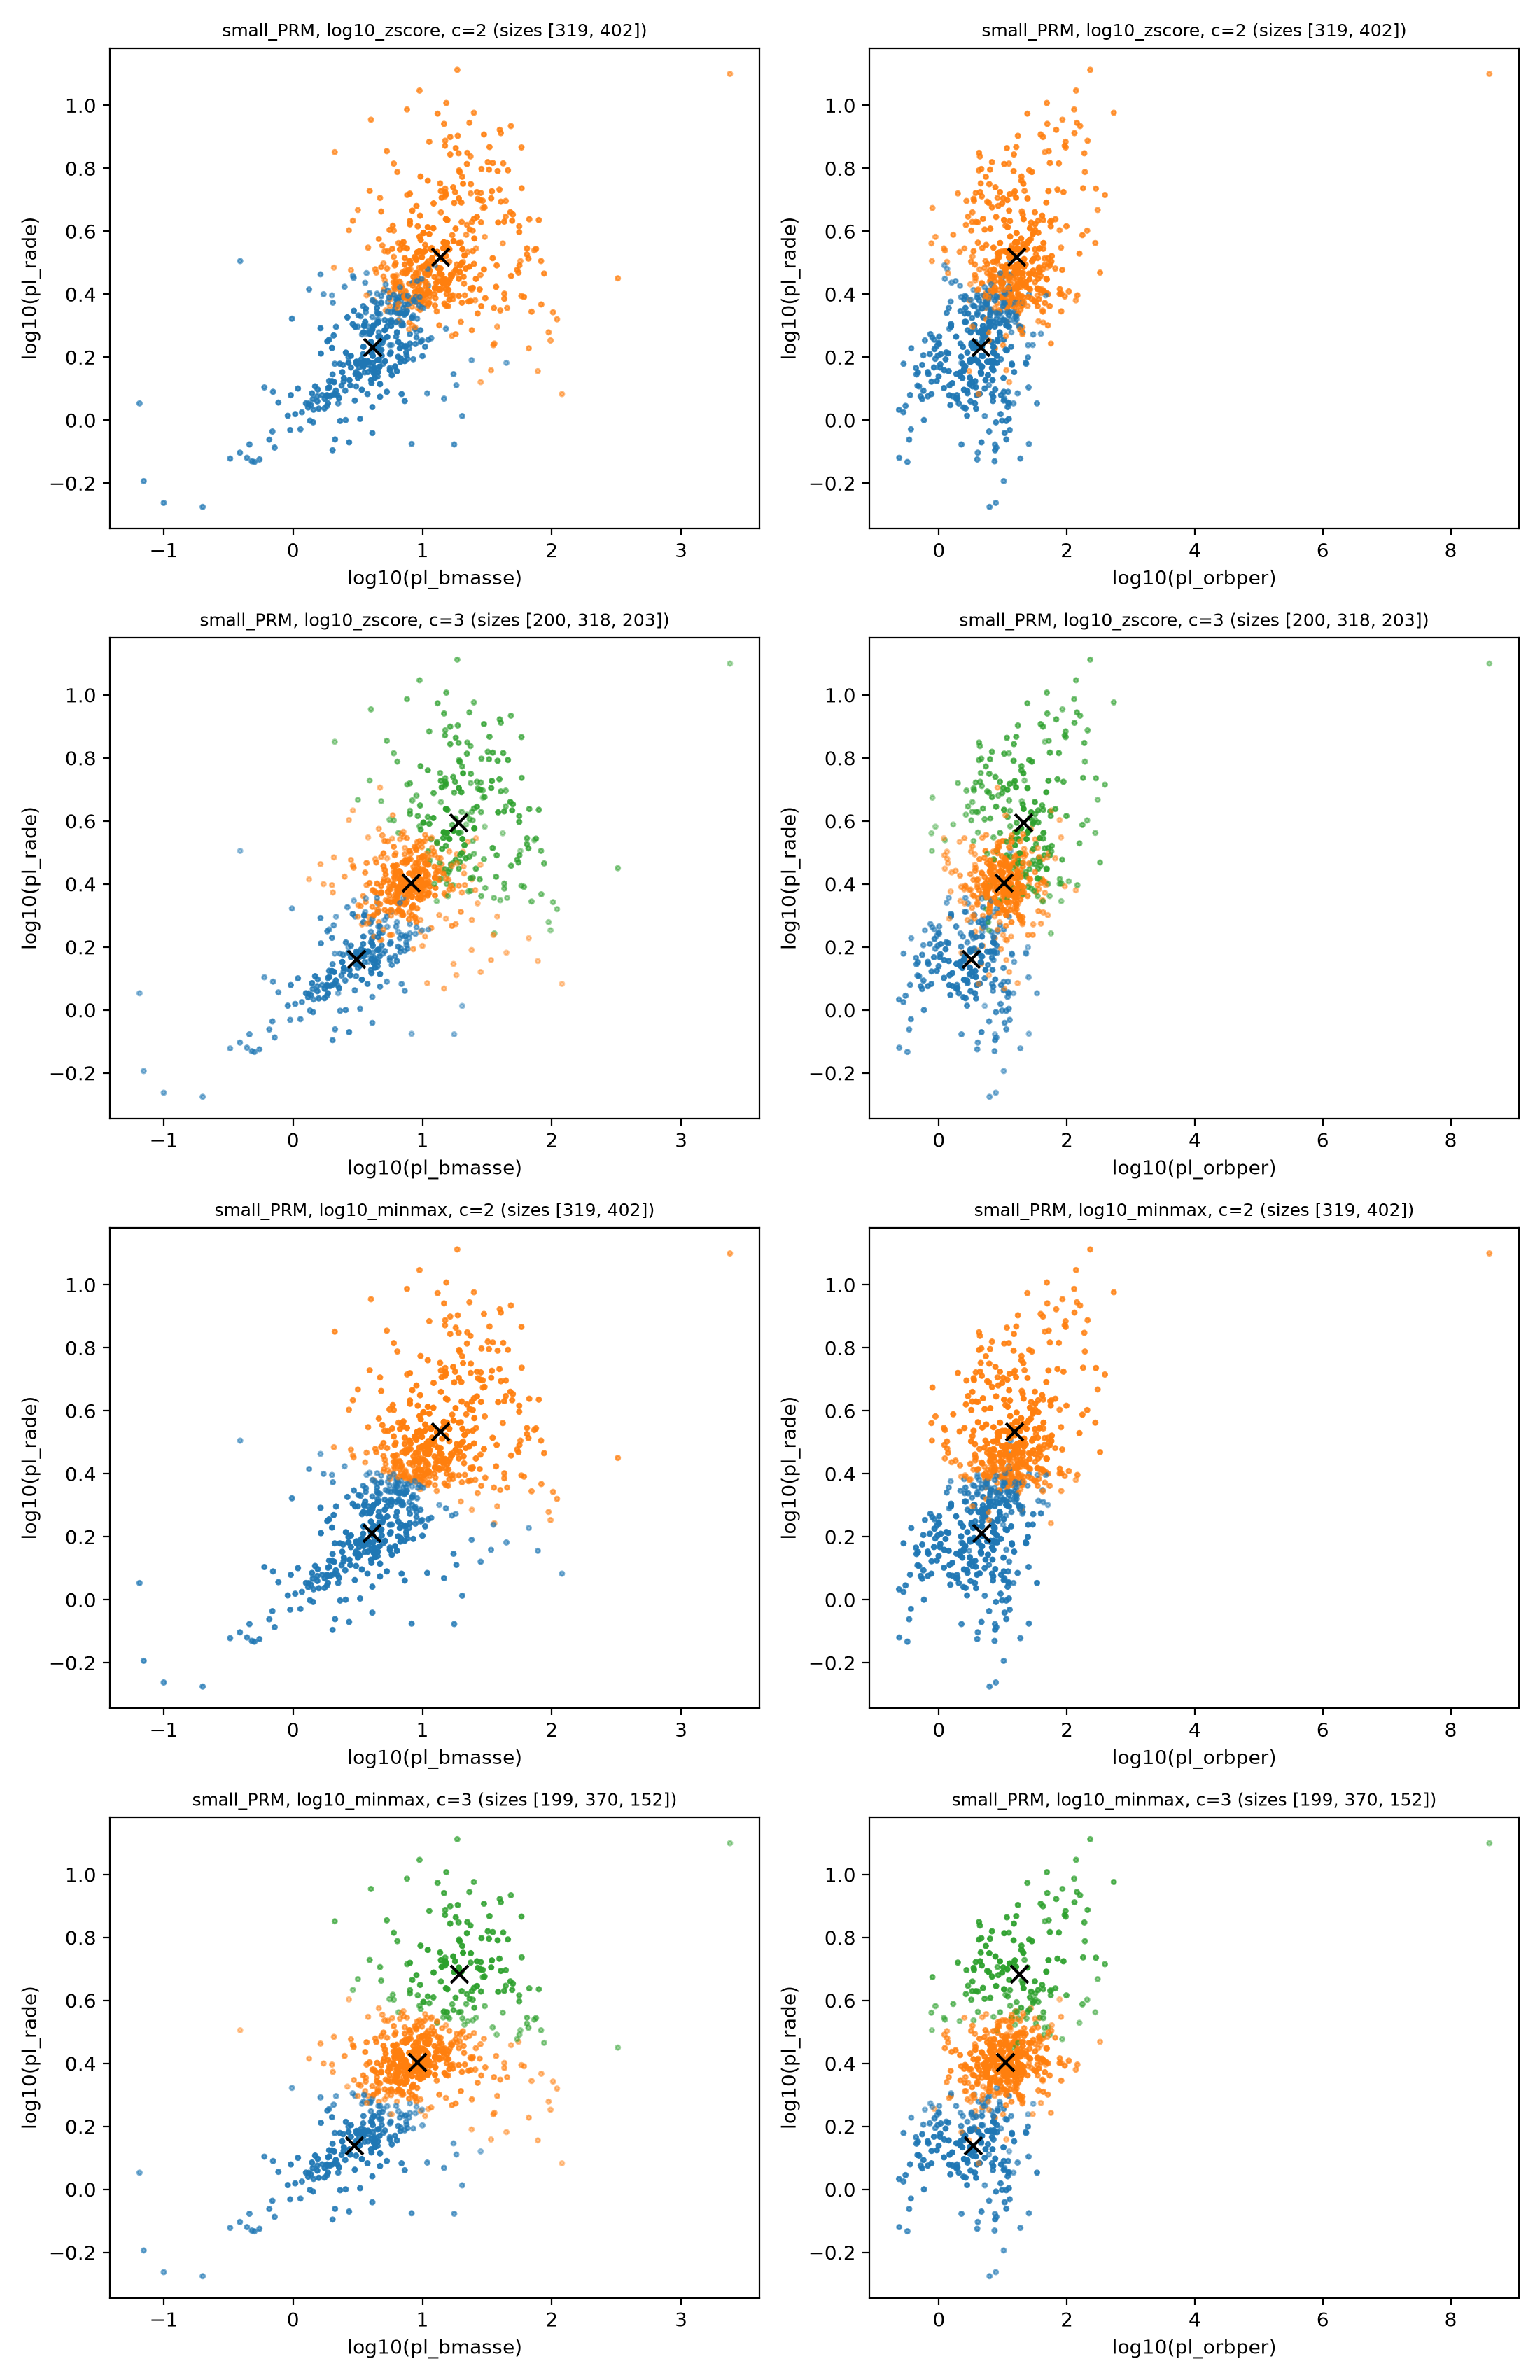 small_PRM, log10_zscore, c=2 (sizes [319, 402])
small_PRM, log10_zscore, c=2 (sizes [319, 402])
log10(pl_rade)
1.0
0.8
0.6
0.4
0.2
0.0
−0.2
−1 0 1 2 3
log10(pl_bmasse)
log10(pl_rade)
1.0
0.8
0.6
0.4
0.2
0.0
−0.2
0 2 4 6 8
log10(pl_orbper)
small_PRM, log10_zscore, c=3 (sizes [200, 318, 203])
small_PRM, log10_zscore, c=3 (sizes [200, 318, 203])
log10(pl_rade)
1.0
0.8
0.6
0.4
0.2
0.0
−0.2
−1 0 1 2 3
log10(pl_bmasse)
log10(pl_rade)
1.0
0.8
0.6
0.4
0.2
0.0
−0.2
0 2 4 6 8
log10(pl_orbper)
small_PRM, log10_minmax, c=2 (sizes [319, 402])
small_PRM, log10_minmax, c=2 (sizes [319, 402])
log10(pl_rade)
1.0
0.8
0.6
0.4
0.2
0.0
−0.2
−1 0 1 2 3
log10(pl_bmasse)
log10(pl_rade)
1.0
0.8
0.6
0.4
0.2
0.0
−0.2
0 2 4 6 8
log10(pl_orbper)
small_PRM, log10_minmax, c=3 (sizes [199, 370, 152])
small_PRM, log10_minmax, c=3 (sizes [199, 370, 152])
log10(pl_rade)
1.0
0.8
0.6
0.4
0.2
0.0
−0.2
−1 0 1 2 3
log10(pl_bmasse)
log10(pl_rade)
1.0
0.8
0.6
0.4
0.2
0.0
−0.2
0 2 4 6 8
log10(pl_orbper)